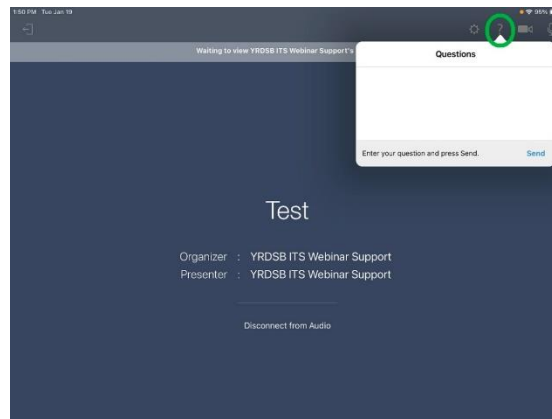 1:50 PM Tue Jan 19
96%
?
Waiting to view YRDSB ITS Webinar Support's
Questions
Enter your question and press Send.
Send
Test
Organizer : YRDSB ITS Webinar Support
Presenter : YRDSB ITS Webinar Support
Disconnect from Audio